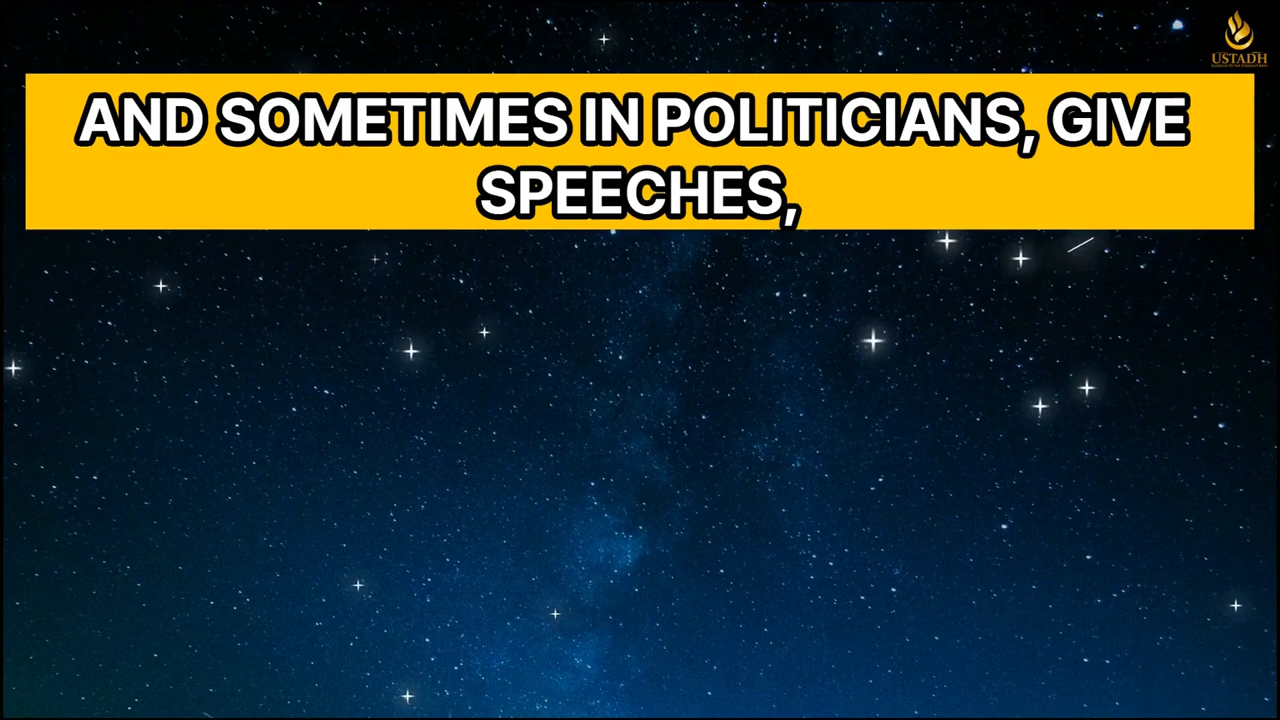 USTADH
AND SOMETIMES IN POLITICIANS, GIVE
SPEECHES,